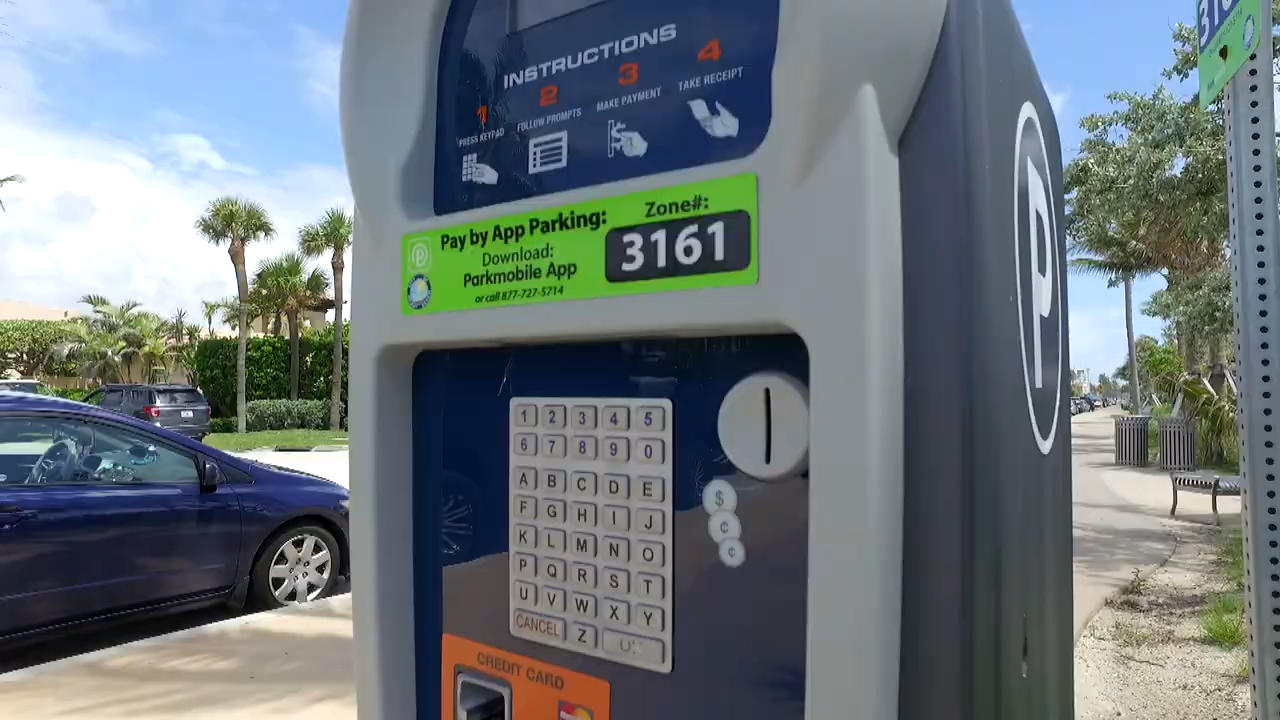 INSTRUCTIONS
1 2 3 4
PRESS KEYPAD FOLLOW PROMPTS MAKE PAYMENT TAKE RECEIPT
P
Pay by App Parking:
Download:
Parkmobile App
or call 877-727-5714
Zone#:
3161
1 2 3 4 5
6 7 8 9 0
A B C D E
F G H I J
K L M N O
P Q R S T
U V W X Y
CANCEL Z OK
$
¢
¢
CREDIT CARD
P